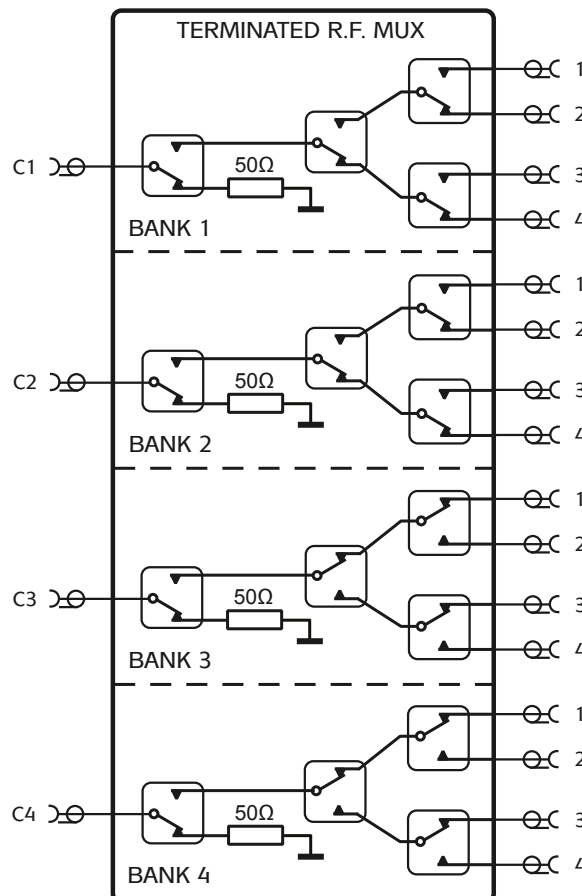 TERMINATED R.F. MUX
1
2
C1
50Ω
3
4
BANK 1
1
2
C2
50Ω
3
4
BANK 2
1
2
C3
50Ω
3
4
BANK 3
1
2
C4
50Ω
3
4
BANK 4